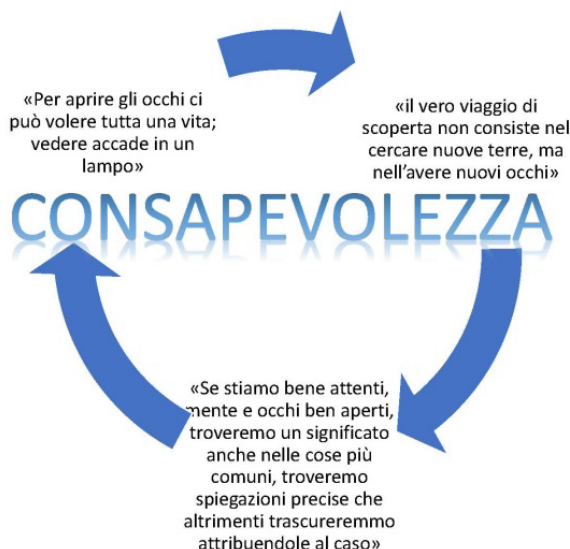 «Per aprire gli occhi ci
può volere tutta una vita;
vedere accade in un
lampo»
«il vero viaggio di
scoperta non consiste nel
cercare nuove terre, ma
nell'avere nuovi occhi»
CONSAPEVOLEZZA
«Se stiamo bene attenti,
mente e occhi ben aperti,
troveremo un significato
anche nelle cose più
comuni, troveremo
spiegazioni precise che
altrimenti trascureremmo
attribuendole al caso»